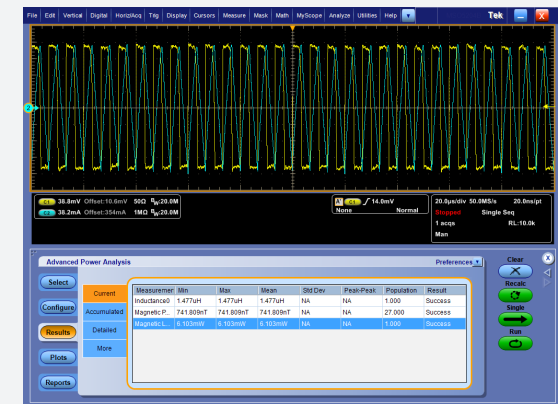 File Edit Vertical Digital Horiz/Acq Trig Display Cursors Measure Mask Math MyScope Analyze Utilities Help Tek X
2
C1 38.8mV Offset:10.6mV 50Ω BW:20.0M
C2 38.2mA Offset:354mA 1MΩ BW:20.0M
A' C1 14.0mV
None Normal
20.0µs/div 50.0MS/s 20.0ns/pt
Stopped Single Seq
1 acqs RL:10.0k
Man
Advanced Power Analysis Preferences Clear X
Select Configure Results Plots Reports
Current Accumulated Detailed More
Measuremen Min Max Mean Std Dev Peak-Peak Population Result
Inductance0 1.477uH 1.477uH 1.477uH NA NA 1.000 Success
Magnetic P... 741.809nT 741.809nT 741.809nT NA NA 27.000 Success
Magnetic L... 6.103mW 6.103mW 6.103mW NA NA 1.000 Success
Recalc
Single
Run